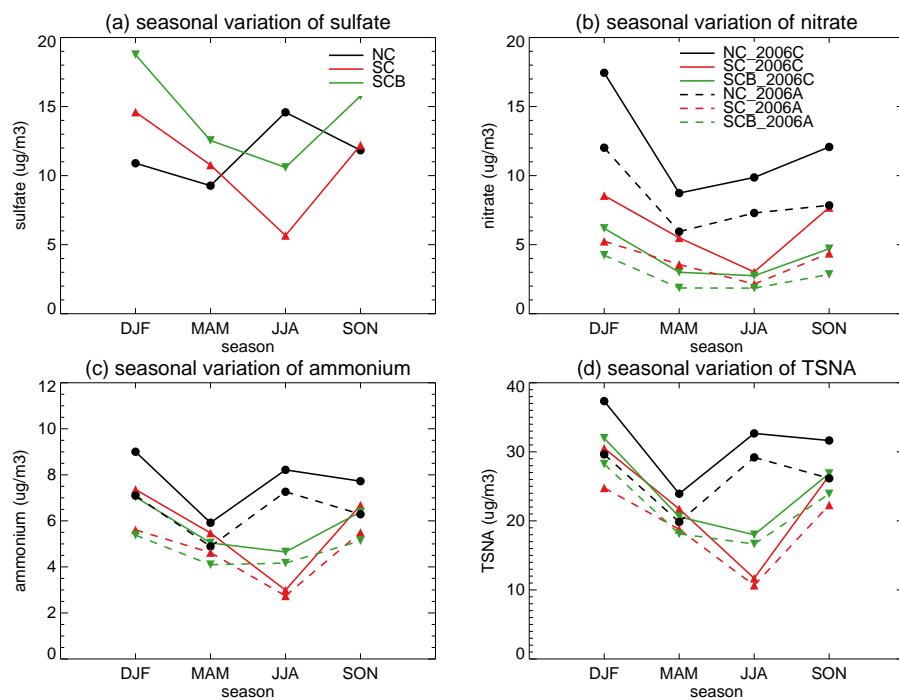 (a) seasonal variation of sulfate
20
15
10
5
0
sulfate (ug/m3)
NC
SC
SCB
DJF MAM JJA SON
season
(b) seasonal variation of nitrate
20
15
10
5
0
nitrate (ug/m3)
NC_2006C
SC_2006C
SCB_2006C
NC_2006A
SC_2006A
SCB_2006A
DJF MAM JJA SON
season
(c) seasonal variation of ammonium
12
10
8
6
4
2
0
ammonium (ug/m3)
DJF MAM JJA SON
season
(d) seasonal variation of TSNA
40
30
20
10
0
TSNA (ug/m3)
DJF MAM JJA SON
season